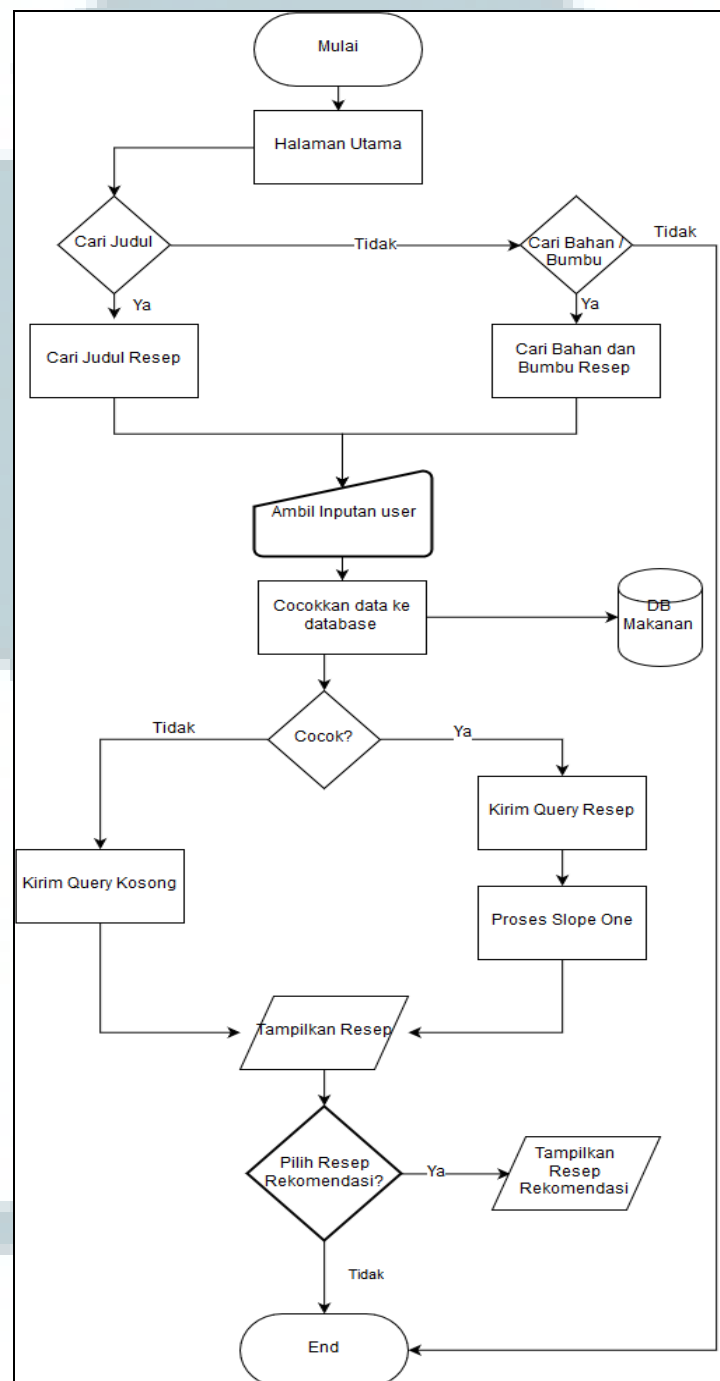 Mulai
Halaman Utama
Cari Judul
Tidak
Cari Bahan /
Bumbu
Tidak
Ya
Ya
Cari Judul Resep
Cari Bahan dan
Bumbu Resep
Ambil Inputan user
Cocokkan data ke
database
DB
Makanan
Tidak
Cocok?
Ya
Kirim Query Resep
Kirim Query Kosong
Proses Slope One
Tampilkan Resep
Pilih Resep
Rekomendasi?
Ya
Tampilkan
Resep
Rekomendasi
Tidak
End